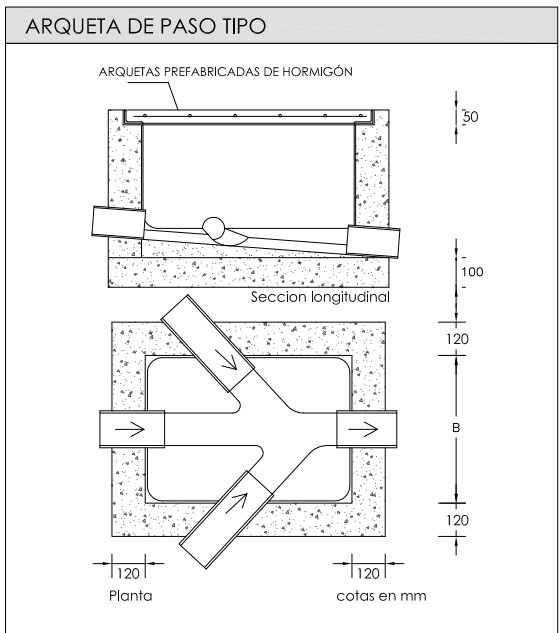 ARQUETA DE PASO TIPO
ARQUETAS PREFABRICADAS DE HORMIGÓN
50
100
Seccion longitudinal
120
B
120
120
120
Planta
cotas en mm